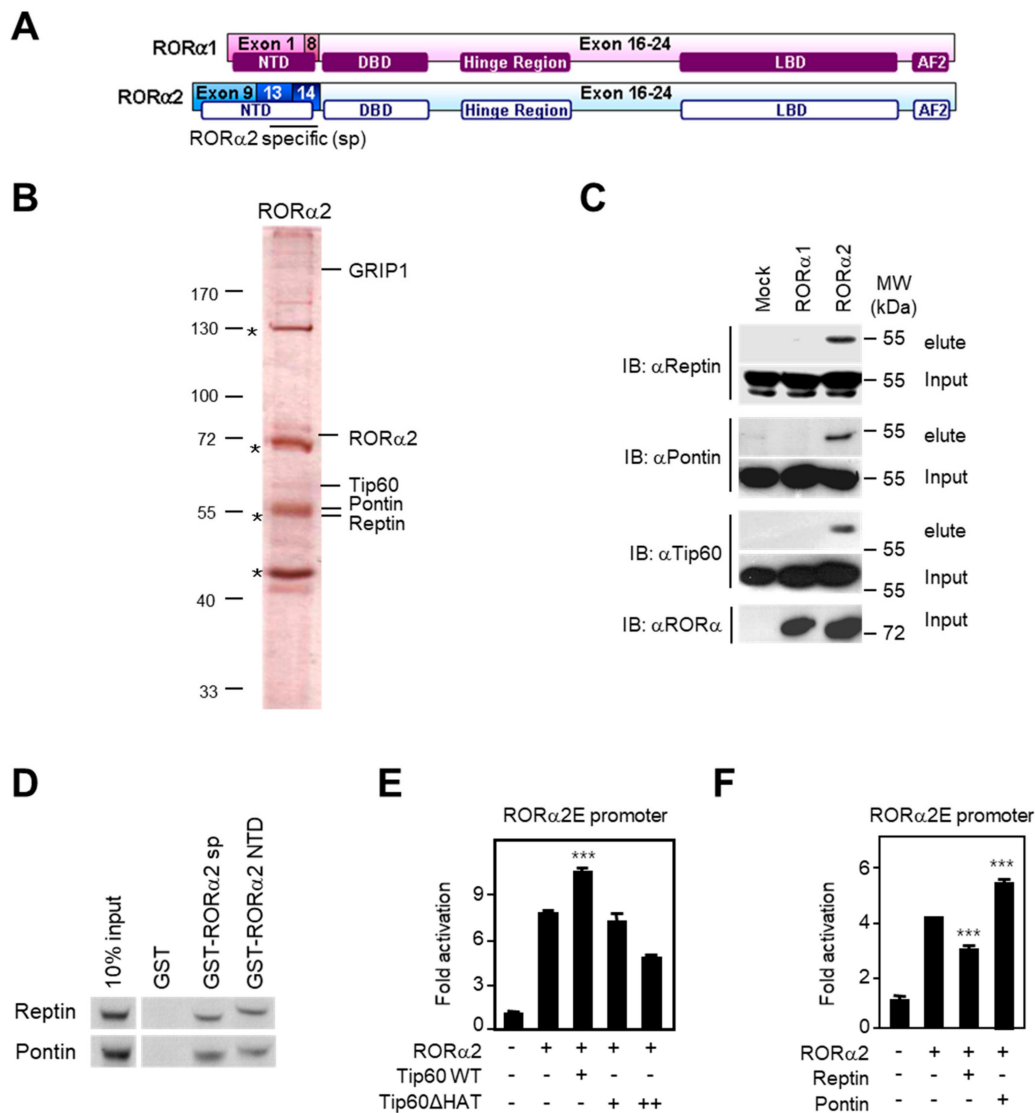 A
RORα1
Exon 1
8
Exon 16-24
NTD
DBD
Hinge Region
LBD
AF2
RORα2
Exon 9
13
14
Exon 16-24
NTD
DBD
Hinge Region
LBD
AF2
RORα2 specific (sp)
B
RORα2
GRIP1
170
130
*
100
72
RORα2
*
Tip60
Pontin
55
Reptin
*
*
40
33
C
Mock
RORα1
RORα2
MW
(kDa)
IB: αReptin
55
elute
55
Input
IB: αPontin
55
elute
55
Input
IB: αTip60
elute
55
Input
55
IB: αRORα
Input
72
D
10% input
GST
GST-RORα2 sp
GST-RORα2 NTD
Reptin
Pontin
E
RORα2E promoter
Fold activation
9
6
3
0
***
RORα2 - + + + +
Tip60 WT - - + - -
Tip60ΔHAT - - - + ++
F
RORα2E promoter
Fold activation
6
4
2
0
***
***
RORα2 - + + +
Reptin - - + -
Pontin - - - +